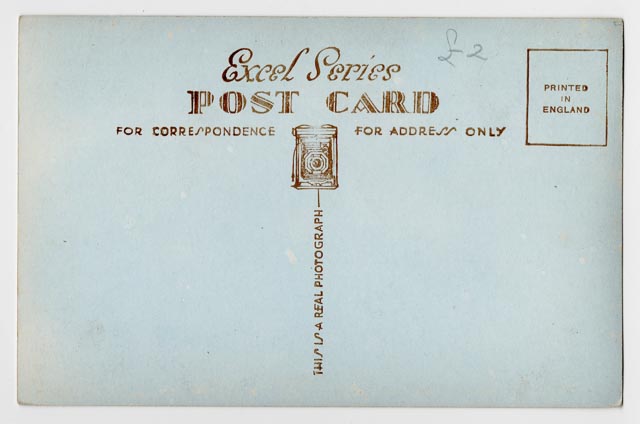 Excel Series
£2
POST CARD
FOR CORRESPONDENCE
FOR ADDRESS ONLY
PRINTED
IN
ENGLAND
THIS IS A REAL PHOTOGRAPH